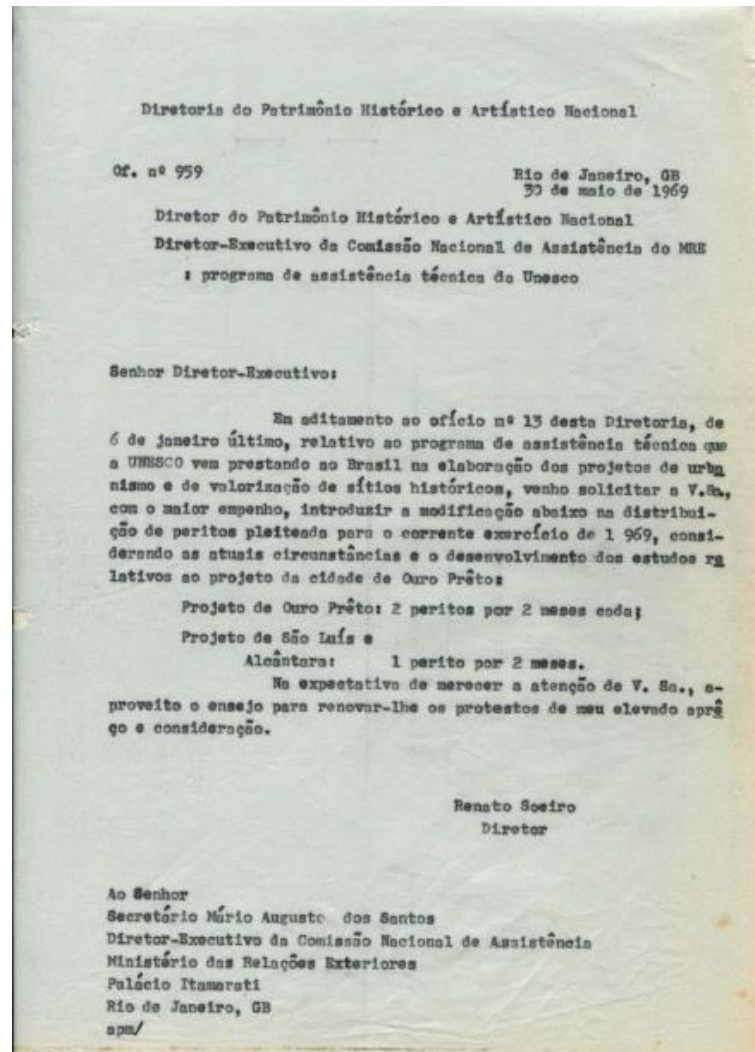 Diretoria do Patrimônio Histórico e Artístico Nacional
Of. nº 959
Rio de Janeiro, GB
30 de maio de 1969
Diretor do Patrimônio Histórico e Artístico Nacional
Diretor-Executivo da Comissão Nacional de Assistência do MRE
: programa de assistência técnica da Unesco
Senhor Diretor-Executivo:
Em aditamento ao ofício nº 13 desta Diretoria, de
6 de janeiro último, relativo ao programa de assistência técnica que
a UNESCO vem prestando ao Brasil na elaboração dos projetos de urba
nismo e de valorização de sítios históricos, venho solicitar a V.Sa.,
com o maior empenho, introduzir a modificação abaixo na distribui-
ção de peritos pleiteada para o corrente exercício de 1 969, consi-
derando as atuais circunstâncias e o desenvolvimento dos estudos re
lativos ao projeto da cidade de Ouro Prêto:
Projeto de Ouro Prêto: 2 peritos por 2 meses cada;
Projeto de São Luís e
Alcântara: 1 perito por 2 meses.
Na expectativa de merecer a atenção de V. Sa., a-
proveito o ensejo para renovar-lhe os protestos de meu elevado aprê
ço e consideração.
Renato Soeiro
Diretor
Ao Senhor
Secretário Mário Augusto dos Santos
Diretor-Executivo da Comissão Nacional de Assistência
Ministério das Relações Exteriores
Palácio Itamarati
Rio de Janeiro, GB
apm/